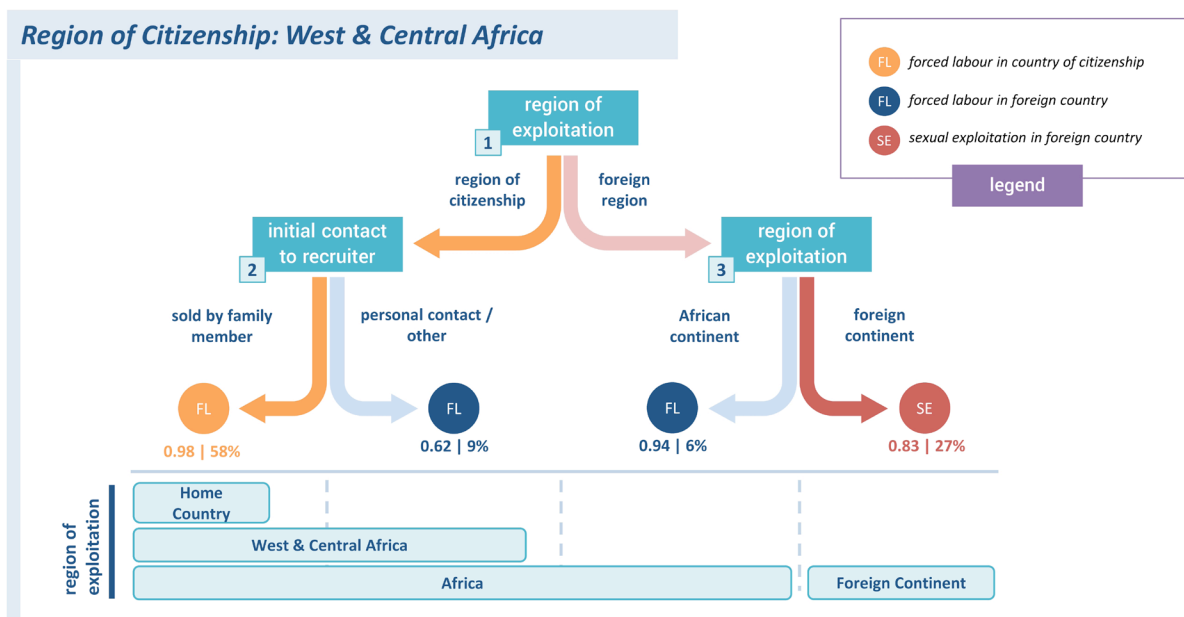 Region of Citizenship: West & Central Africa
FL forced labour in country of citizenship
FL forced labour in foreign country
SE sexual exploitation in foreign country
legend
region of
exploitation
1
region of
citizenship
foreign
region
initial contact
to recruiter
2
region of
exploitation
3
sold by family
member
personal contact /
other
African
continent
foreign
continent
FL
0.98 | 58%
FL
0.62 | 9%
FL
0.94 | 6%
SE
0.83 | 27%
region of
exploitation
Home
Country
West & Central Africa
Africa
Foreign Continent